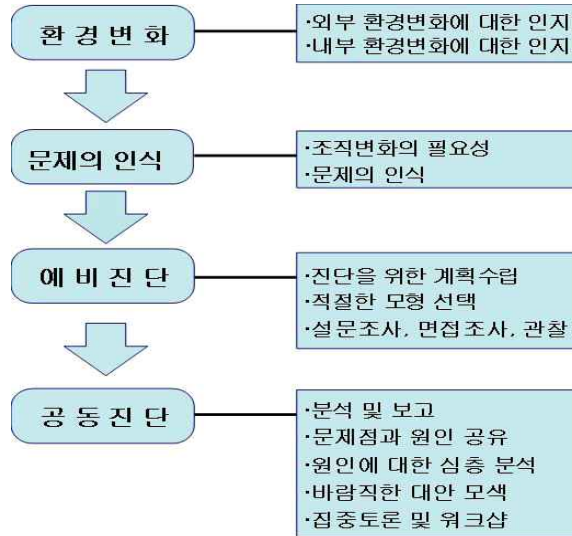 환 경 변 화
·외부 환경변화에 대한 인지
·내부 환경변화에 대한 인지
문제의 인식
·조직변화의 필요성
·문제의 인식
예 비 진 단
·진단을 위한 계획수립
·적절한 모형 선택
·설문조사, 면접조사, 관찰
공 동 진 단
·분석 및 보고
·문제점과 원인 공유
·원인에 대한 심층 분석
·바람직한 대안 모색
·집중토론 및 워크샵